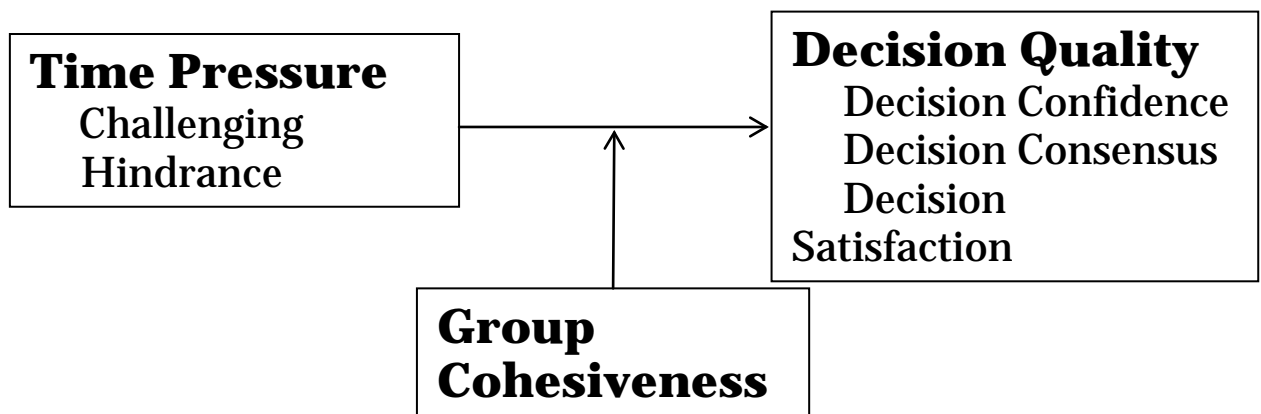 Time Pressure
Challenging
Hindrance
Decision Quality
Decision Confidence
Decision Consensus
Decision
Satisfaction
Group
Cohesiveness